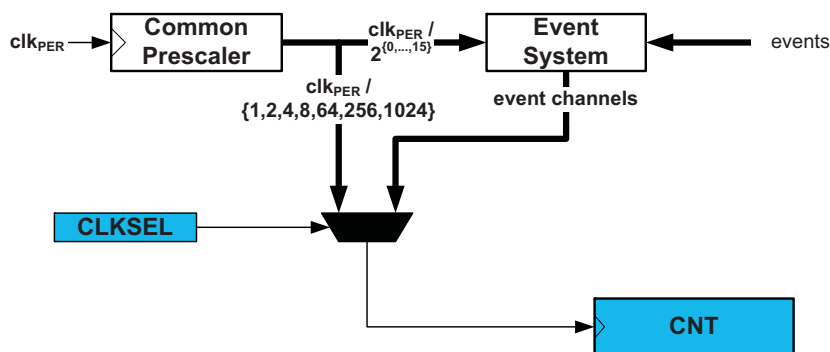 clkPER
Common
Prescaler
clkPER /
2{0,...,15}
Event
System
events
clkPER /
{1,2,4,8,64,256,1024}
event channels
CLKSEL
CNT